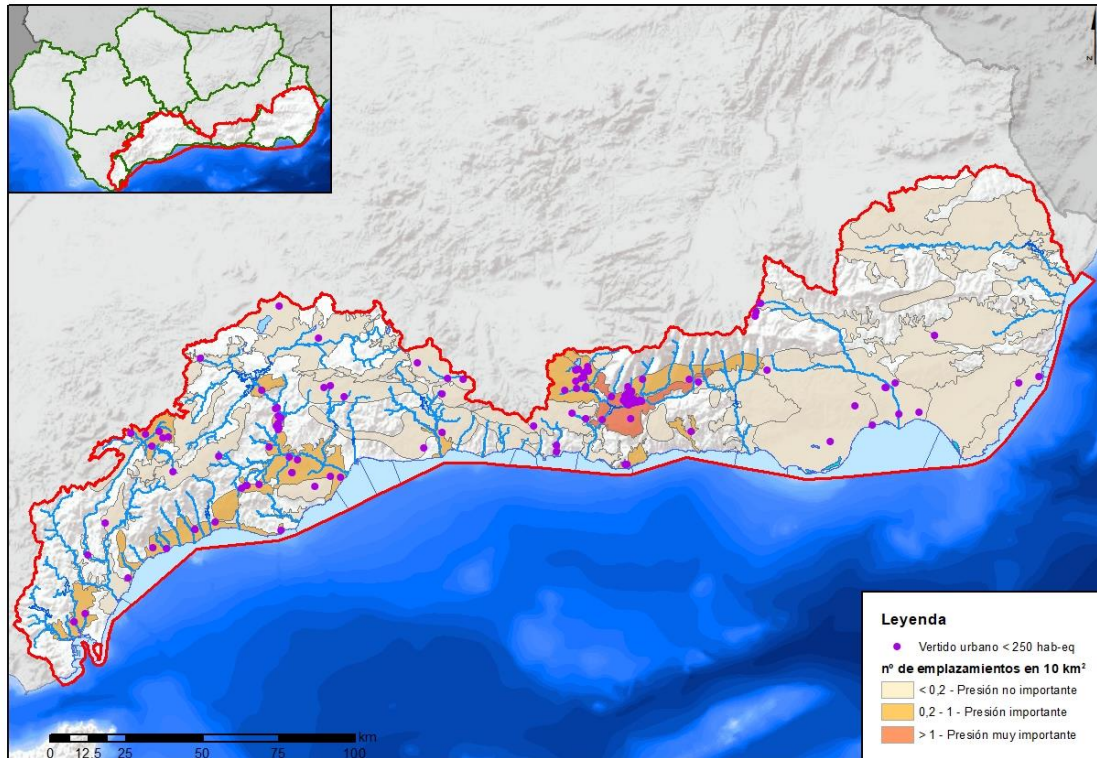 N
Leyenda
Vertido urbano < 250 hab-eq
nº de emplazamientos en 10 km²
< 0,2 - Presión no importante
0,2 - 1 - Presión importante
> 1 - Presión muy importante
0 12,5 25 50 75 100
km